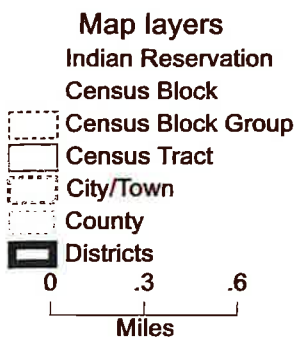 Map layers
Indian Reservation
Census Block
Census Block Group
Census Tract
City/Town
County
Districts
0 .3 .6
Miles